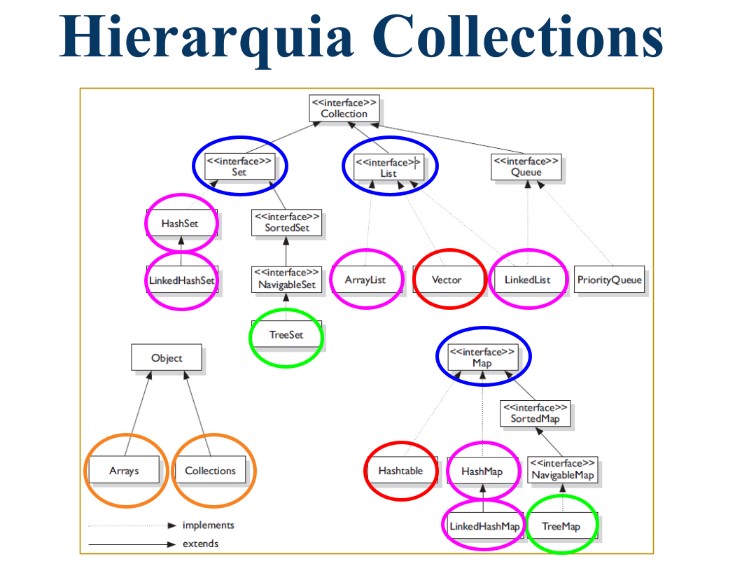 Hierarquia Collections
<<interface>>
Collection
<<interface>>
Set
<<interface>>
List
<<interface>>
Queue
HashSet
<<interface>>
SortedSet
LinkedHashSet
<<interface>>
NavigableSet
ArrayList
Vector
LinkedList
PriorityQueue
TreeSet
Object
<<interface>>
Map
<<interface>>
SortedMap
Arrays
Collections
Hashtable
HashMap
<<interface>>
NavigableMap
LinkedHashMap
TreeMap
implements
extends